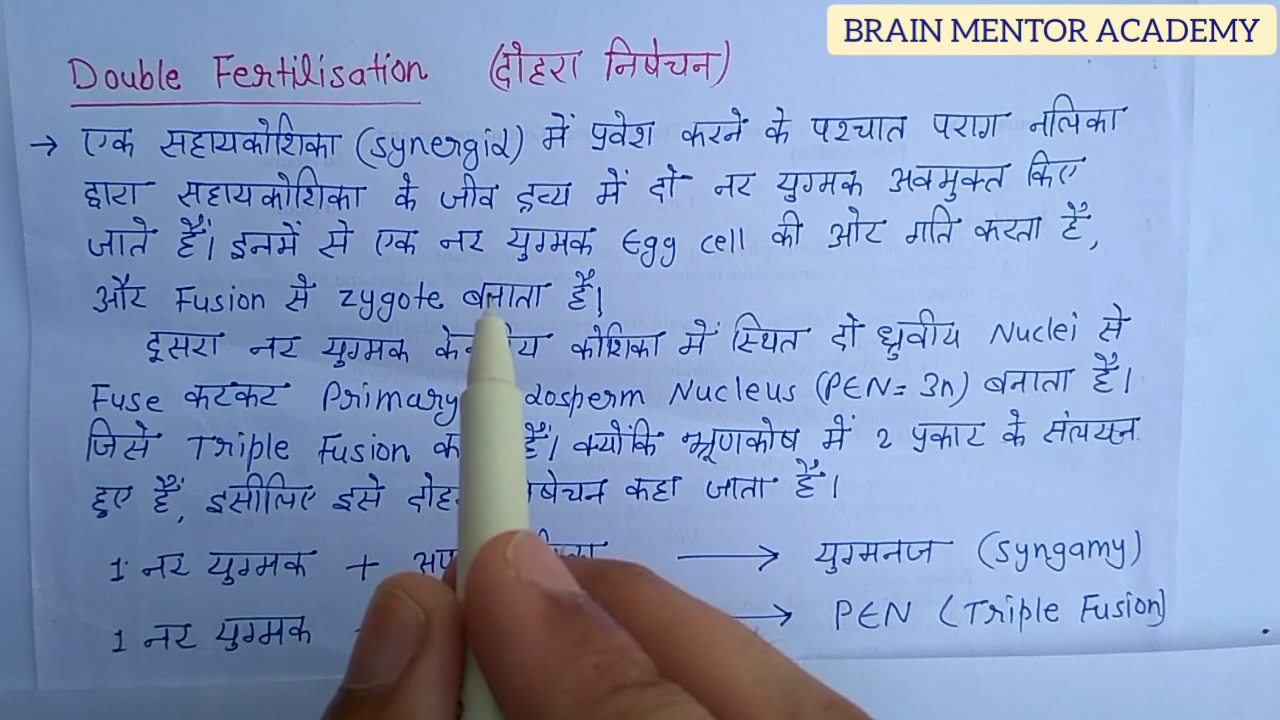 BRAIN MENTOR ACADEMY
Double Fertilisation (दोहरा निषेचन)
→ एक सहायकोशिका (synergid) में प्रवेश करने के पश्चात पराग नलिका
द्वारा सहायकोशिका के जीव द्रव्य में दो नर युग्मक अवमुक्त किए
जाते हैं। इनमें से एक नर युग्मक Egg cell की ओर गति करता है,
और Fusion से zygote बनाता है।
दूसरा नर युग्मक कोशिका में स्थित दो ध्रुवीय Nuclei से
Fuse करकर Primary Nucleus (PEN= 3n) बनाता है।
जिसे Triple Fusion हैं। क्योंकि भ्रूणकोष में 2 प्रकार के संलयन
हुए हैं, इसीलिए इसे कहा जाता है।
1 नर युग्मक + → युग्मनज (syngamy)
1 नर युग्मक → PEN (Triple Fusion)